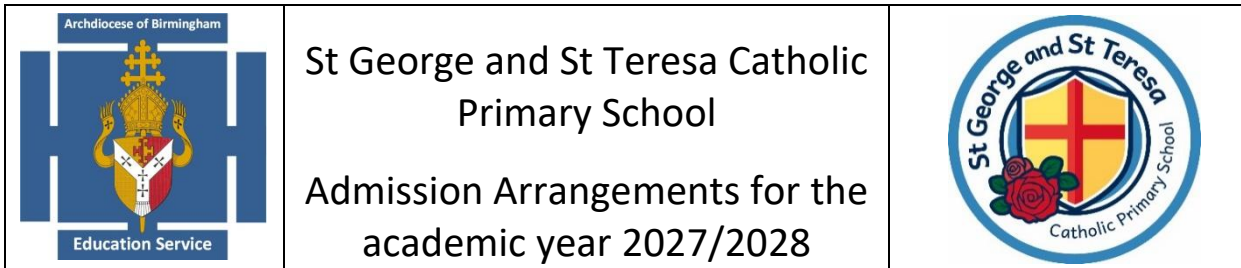 Archdiocese of Birmingham
Education Service
St George and St Teresa Catholic
Primary School
Admission Arrangements for the
academic year 2027/2028
St George and St Teresa
Catholic Primary School